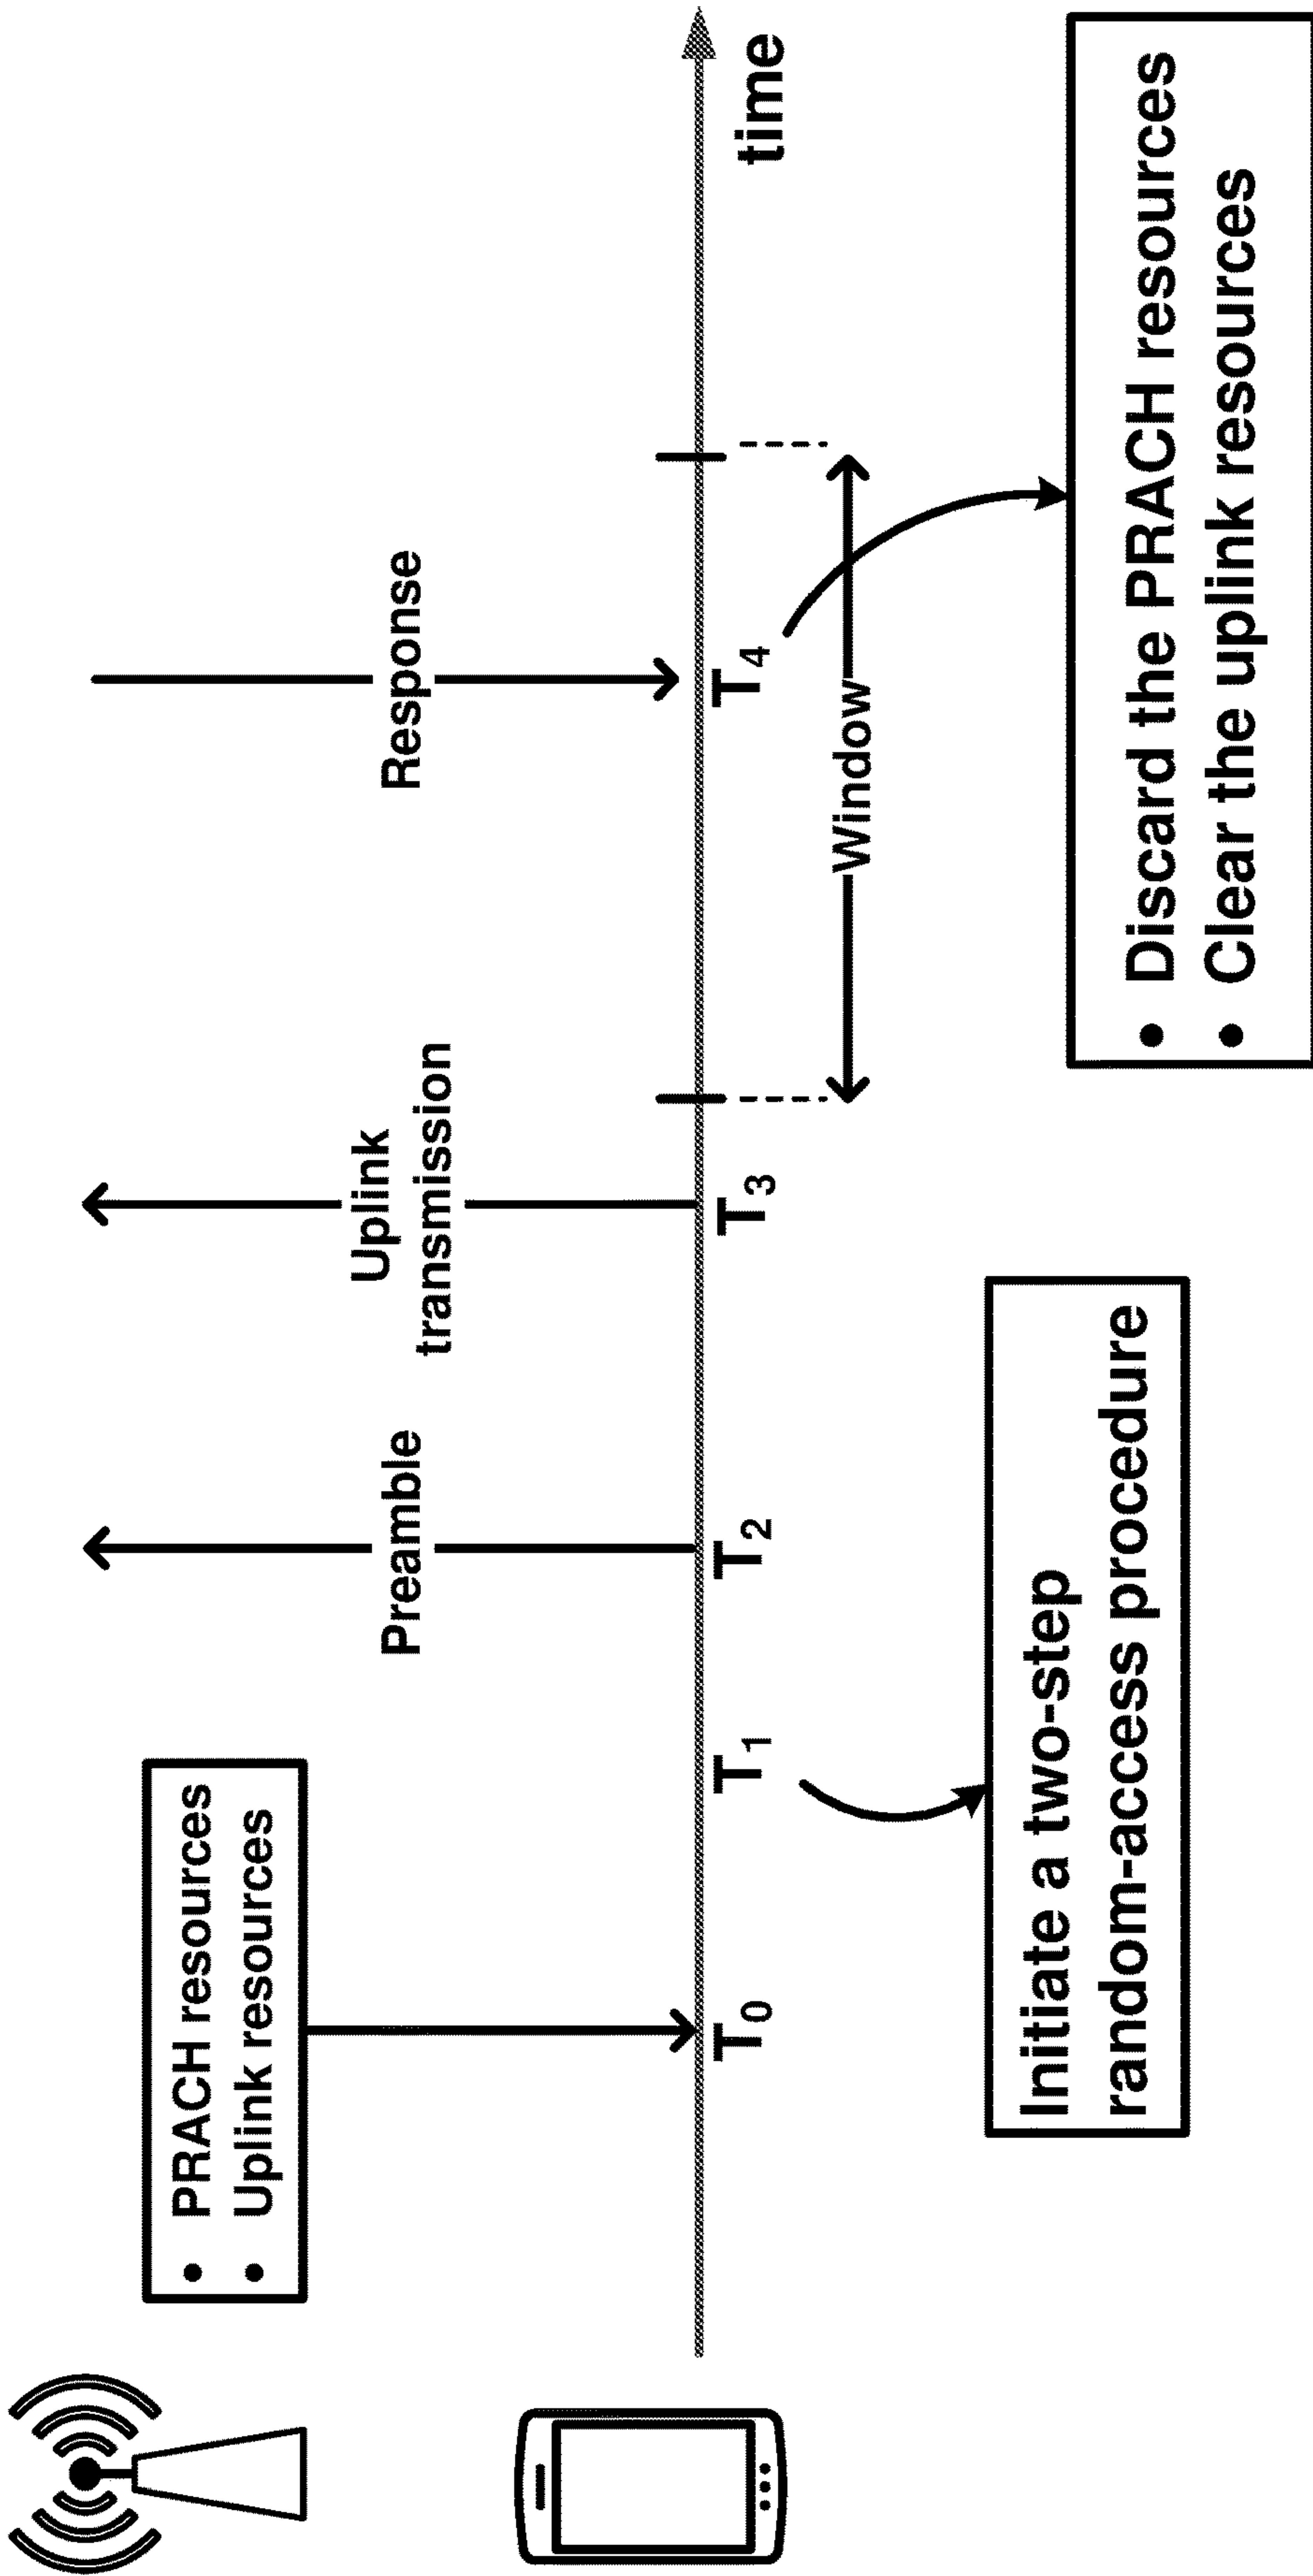 • PRACH resources
• Uplink resources
Preamble
Uplink
transmission
Response
T0
T1
T2
T3
T4
time
Window
Initiate a two-step
random-access procedure
• Discard the PRACH resources
• Clear the uplink resources